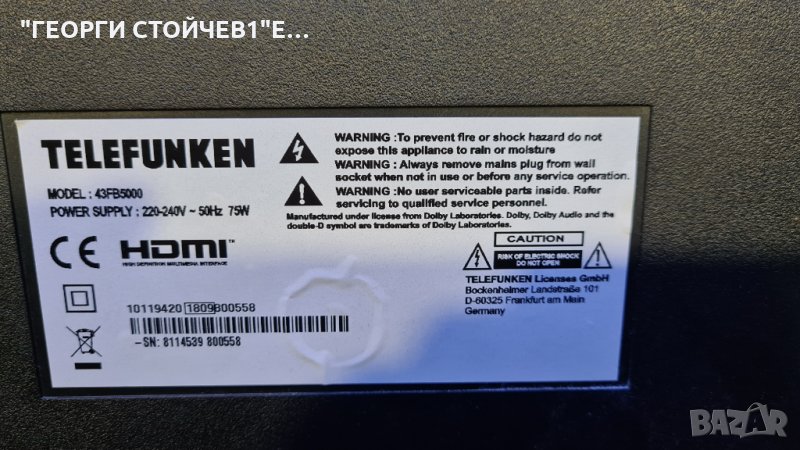 "ГЕОРГИ СТОЙЧЕВ1"Е...
TELEFUNKEN
MODEL : 43FB5000
POWER SUPPLY : 220-240V ~ 50Hz 75W
WARNING :To prevent fire or shock hazard do not
expose this appliance to rain or moisture
WARNING : Always remove mains plug from wall
socket when not in use or before any service operation.
WARNING :No user serviceable parts inside. Refer
servicing to qualified service personnel.
Manufactured under license from Dolby Laboratories. Dolby, Dolby Audio and the
double-D symbol are trademarks of Dolby Laboratories.
CE HDMI™
HIGH DEFINITION MULTIMEDIA INTERFACE
CAUTION
RISK OF ELECTRIC SHOCK
DO NOT OPEN
TELEFUNKEN Licenses GmbH
Bockenheimer Landstraße 101
D-60325 Frankfurt am Main
Germany
10119420 1809 800558
-SN: 8114539 800558
BAZAR